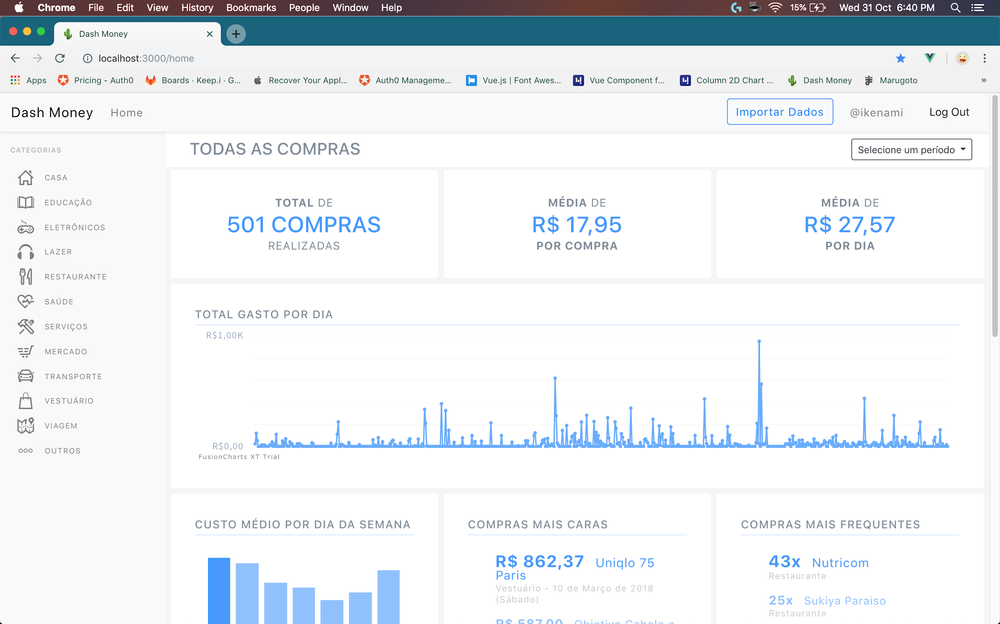 Chrome File Edit View History Bookmarks People Window Help 15% Wed 31 Oct 6:40 PM
Dash Money
localhost:3000/home
Apps Pricing - Auth0 Boards · Keep.i · G... Recover Your Appl... Auth0 Manageme... Vue.js | Font Awes... Vue Component f... Column 2D Chart ... Dash Money Marugoto »
Dash Money Home Importar Dados @ikenami Log Out
CATEGORIAS
CASA
EDUCAÇÃO
ELETRÔNICOS
LAZER
RESTAURANTE
SAÚDE
SERVIÇOS
MERCADO
TRANSPORTE
VESTUÁRIO
VIAGEM
OUTROS
TODAS AS COMPRAS Selecione um período
TOTAL DE
501 COMPRAS
REALIZADAS
MÉDIA DE
R$ 17,95
POR COMPRA
MÉDIA DE
R$ 27,57
POR DIA
TOTAL GASTO POR DIA
R$1,00K
R$0,00
FusionCharts XT Trial
CUSTO MÉDIO POR DIA DA SEMANA
COMPRAS MAIS CARAS
R$ 862,37 Uniqlo 75
Paris
Vestuário - 10 de Março de 2018
(Sábado)
R$ 587,00 Objetivo Cabelo e
COMPRAS MAIS FREQUENTES
43x Nutricom
Restaurante
25x Sukiya Paraiso
Restaurante